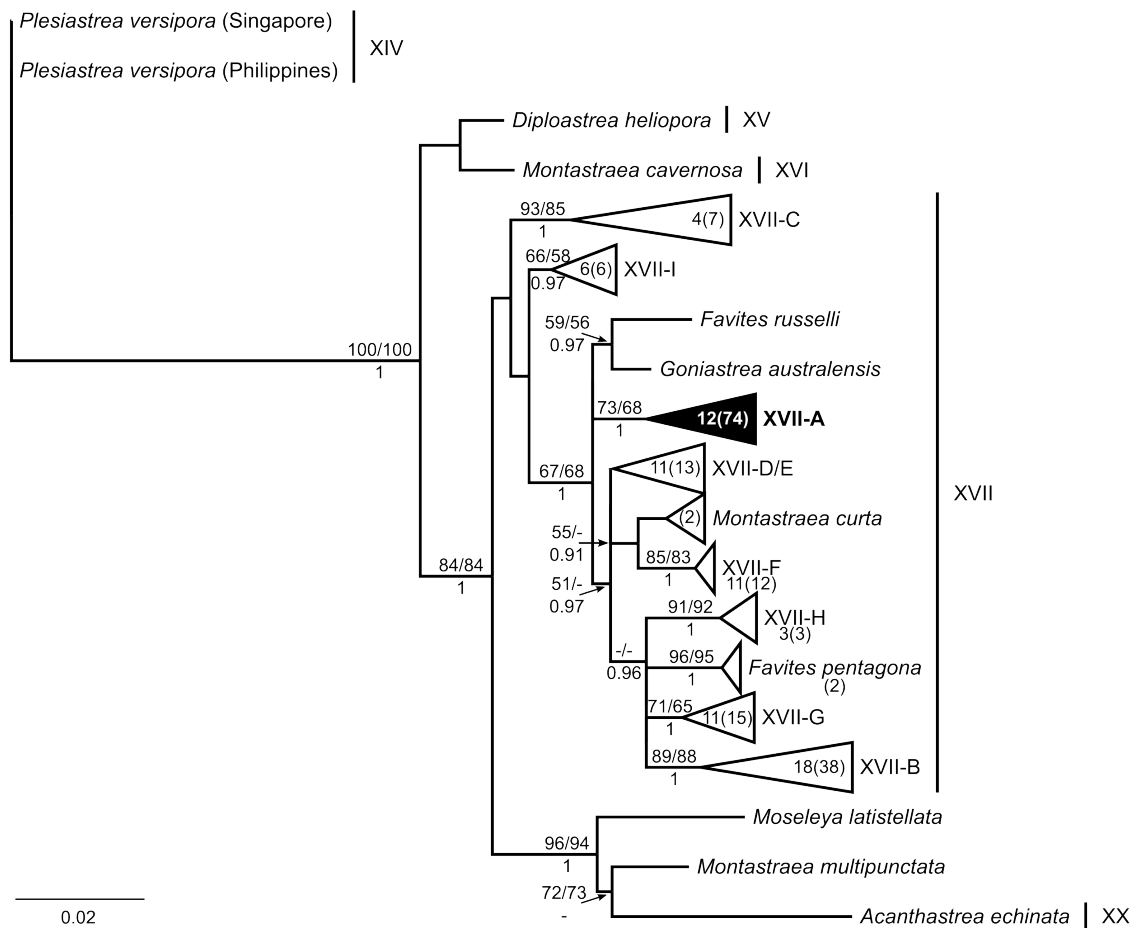 Plesiastrea versipora (Singapore)
XIV
Plesiastrea versipora (Philippines)
Diploastrea heliopora
XV
Montastraea cavernosa
XVI
93/85
1
4(7)
XVII-C
66/58
0.97
6(6)
XVII-I
59/56
0.97
Favites russelli
Goniastrea australensis
100/100
1
73/68
1
12(74)
XVII-A
67/68
1
11(13)
XVII-D/E
XVII
55/-
0.91
(2)
Montastraea curta
85/83
1
XVII-F
11(12)
84/84
1
51/-
0.97
91/92
1
XVII-H
3(3)
-/-
0.96
96/95
1
Favites pentagona
(2)
71/65
1
11(15)
XVII-G
89/88
1
18(38)
XVII-B
Moseleya latistellata
96/94
1
Montastraea multipunctata
72/73
-
Acanthastrea echinata
XX
0.02